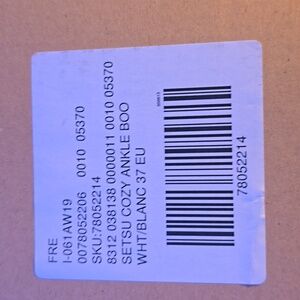 FRE
I-061AW19
0078052206 0010 05370
SKU:78052214
8312 038138 0000011 0010 05370
SETSU COZY ANKLE BOO
WHT/BLANC 37 EU
78052214